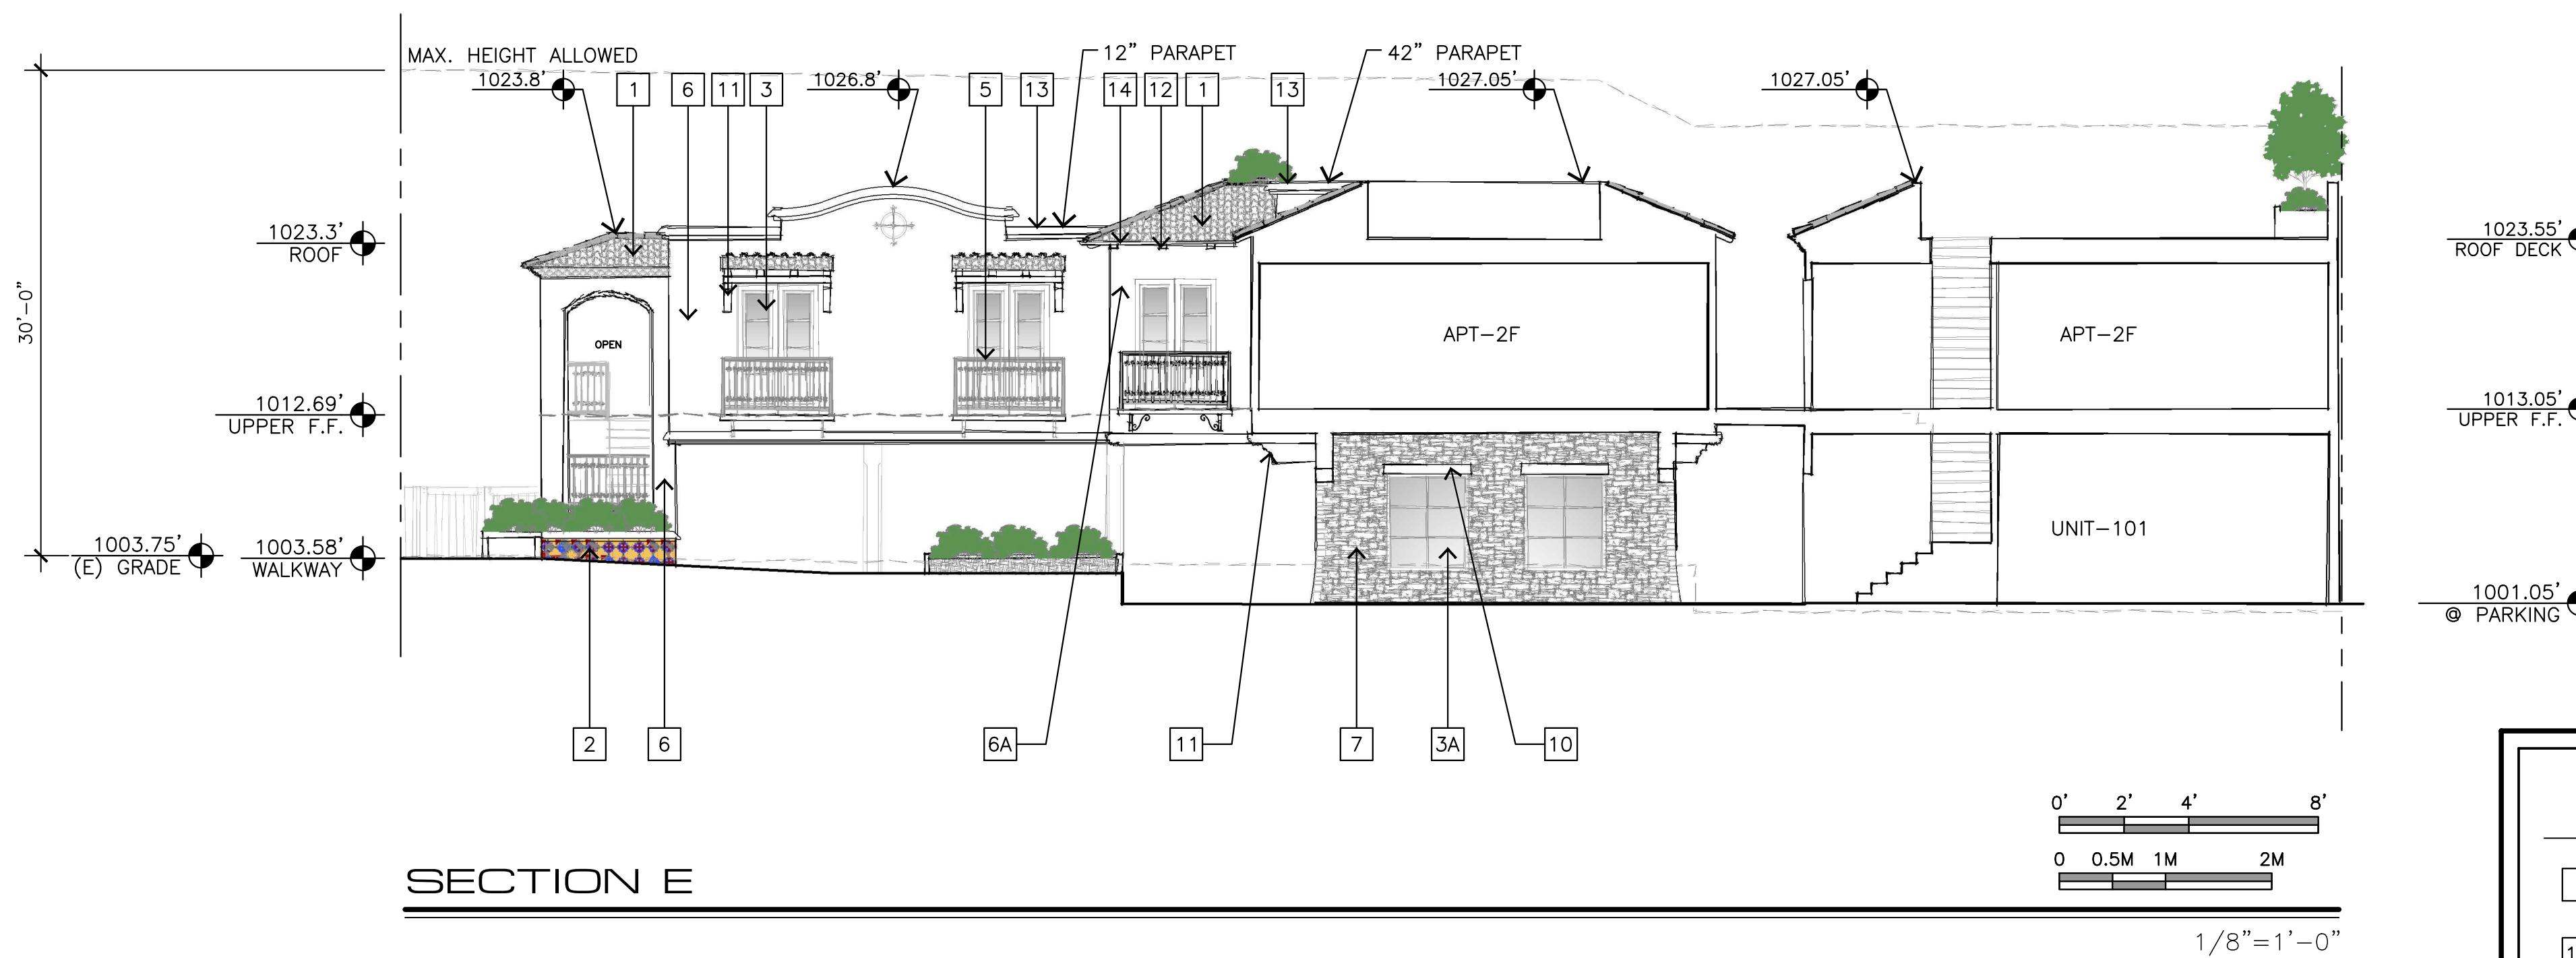 MAX. HEIGHT ALLOWED
12” PARAPET
42” PARAPET
1023.8’
1
6
11
3
1026.8’
5
13
14
12
1
13
1027.05’
1027.05’
30’-0”
1023.3’
ROOF
1023.55’
ROOF DECK
OPEN
APT-2F
APT-2F
1012.69’
UPPER F.F.
1013.05’
UPPER F.F.
UNIT-101
1003.75’
(E) GRADE
1003.58’
WALKWAY
1001.05’
@ PARKING
2
6
6A
11
7
3A
10
0’ 2’ 4’ 8’
0 0.5M 1M 2M
SECTION E
1/8”=1’-0”